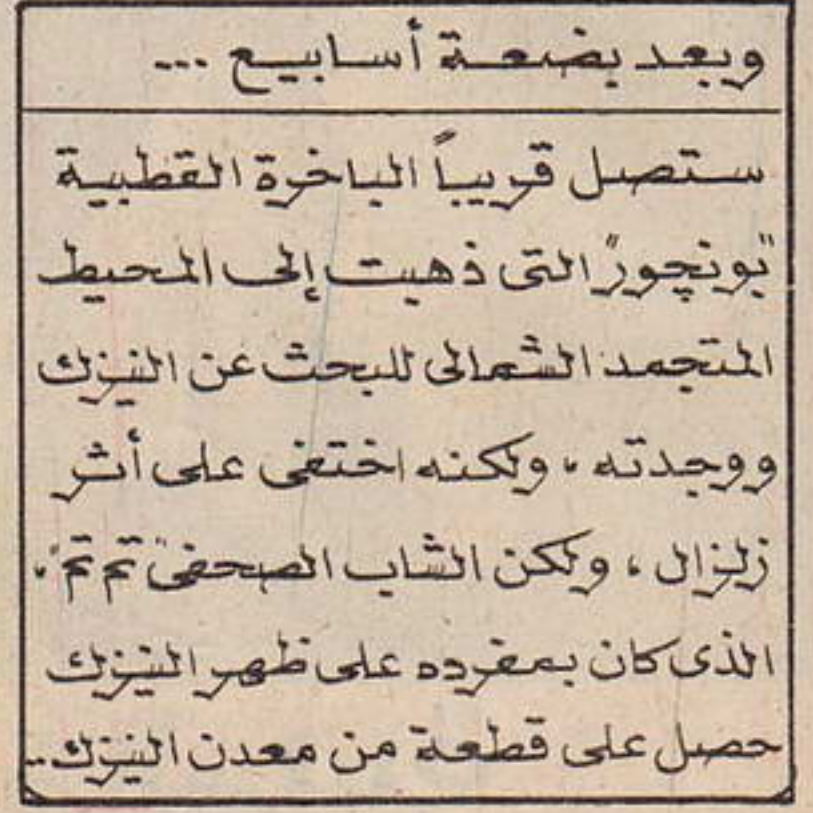 وبعد بضعة أسابيع ...
ستصل قريباً الباخرة القطبية
"بونچور" التى ذهبت إلى المحيط
المتجمد الشمالى للبحث عن النيزك
ووجدته ، ولكنه اختفى على أثر
زلزال ، ولكن الشاب الصحفى "تم تم" ،
الذى كان بمفرده على ظهر النيزك
حصل على قطعة من معدن النيزك ..